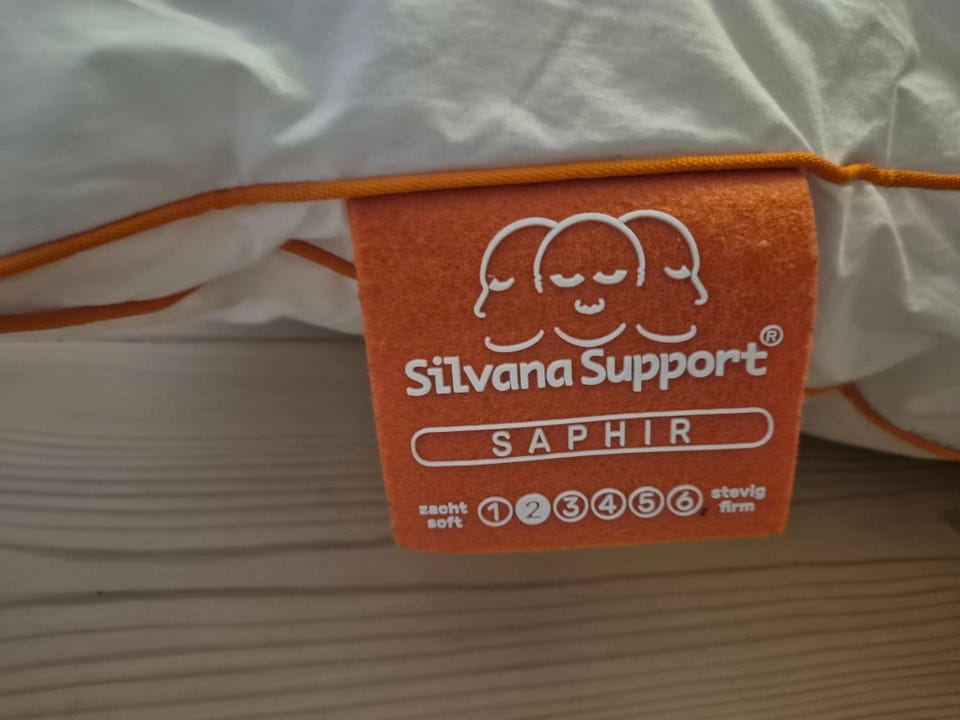 Silvana Support®
SAPHIR
zacht 1 2 3 4 5 6 stevig
soft firm